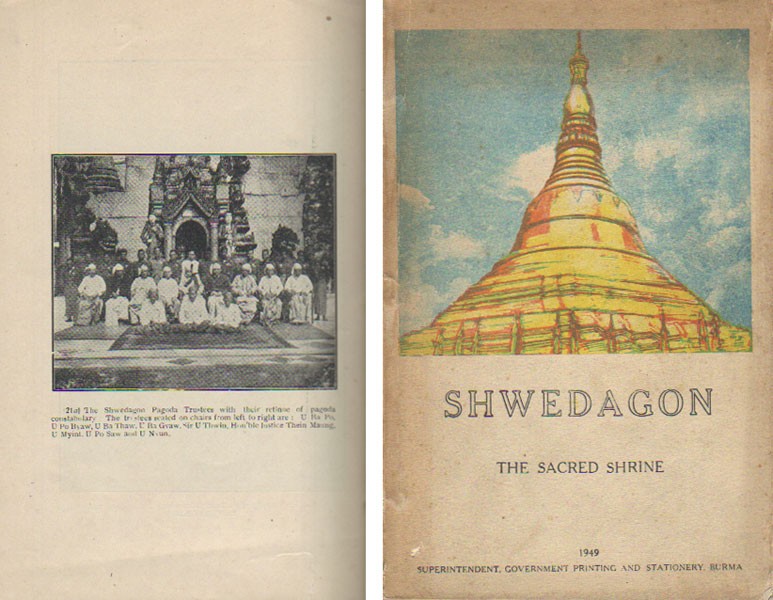 [21a] The Shwedagon Pagoda Trustees with their retinue of pagoda
constabulary. The trustees seated on chairs from left to right are : U Ba Pe,
U Po Byaw, U Ba Thaw, U Ba Gyaw, Sir U Thwin, Hon'ble Justice Thein Maung,
U Myint, U Po Saw and U Nyun.
SHWEDAGON
THE SACRED SHRINE
1949
SUPERINTENDENT, GOVERNMENT PRINTING AND STATIONERY, BURMA